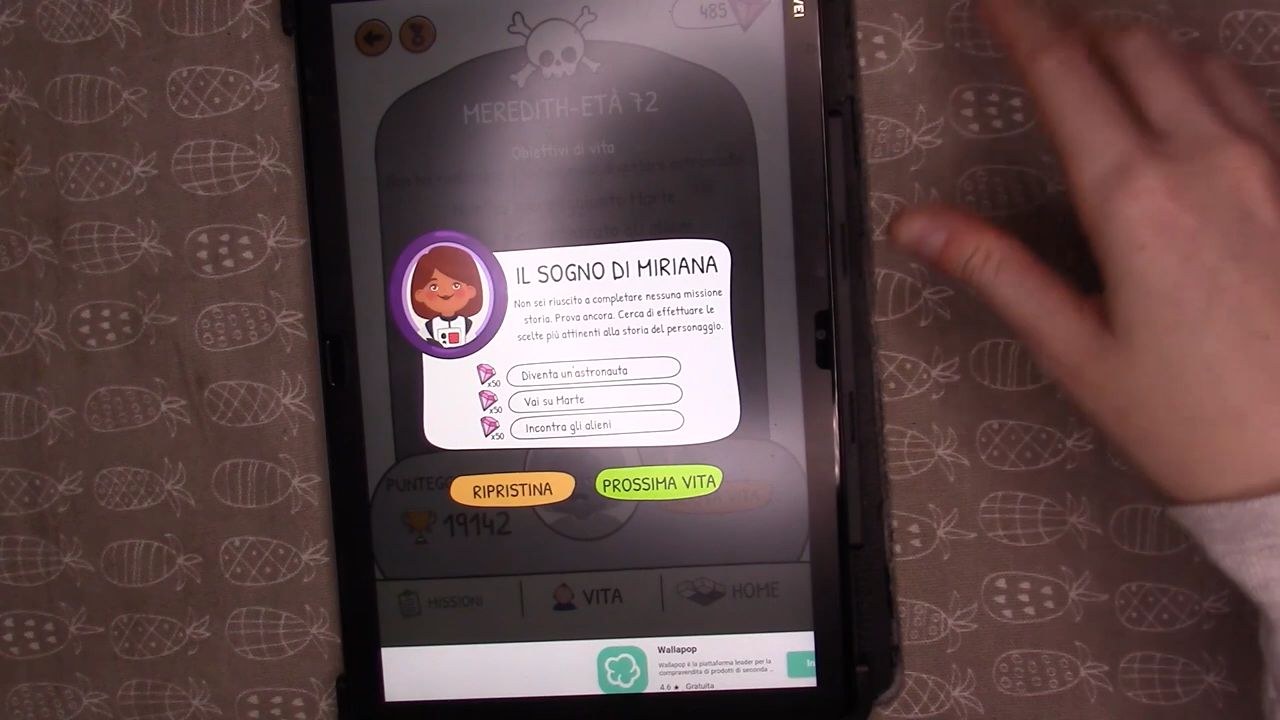 485
MEREDITH-ETÀ 72
Obiettivi di vita
IL SOGNO DI MIRIANA
Non sei riuscito a completare nessuna missione
storia. Prova ancora. Cerca di effettuare le
scelte più attinenti alla storia del personaggio.
x50 Diventa un'astronauta
x50 Vai su Marte
x50 Incontra gli alieni
RIPRISTINA
PROSSIMA VITA
PUNTEG
19142
MISSIONI
VITA
HOME
Wallapop
Wallapop è la piattaforma leader per la
compravendita di prodotti di seconda ...
4.6 ★ Gratuita
In